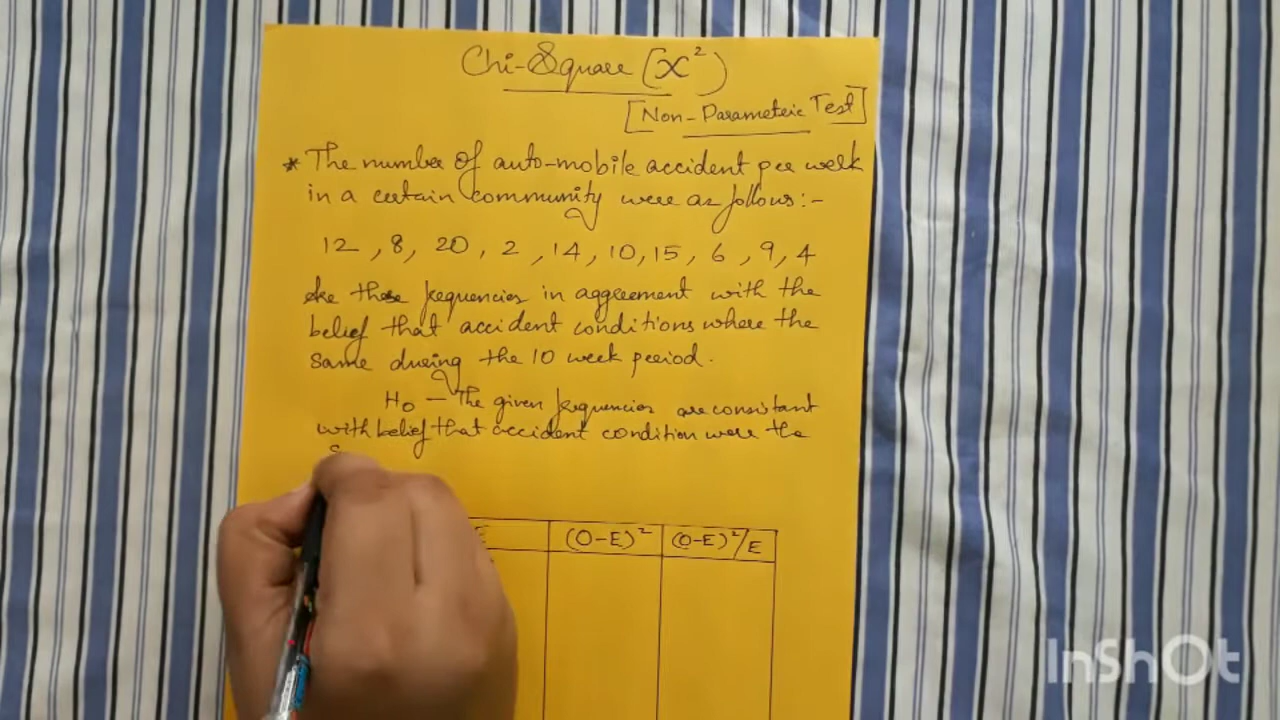 Chi-Square (χ²)
[Non-Parametric Test]
* The number of auto-mobile accident per week
in a certain community were as follows:-
12, 8, 20, 2, 14, 10, 15, 6, 9, 4
Are these frequencies in aggreement with the
belief that accident conditions where the
same during the 10 week period.
H₀ - The given frequencies are consistant
with belief that accident condition were the
S
E
(O-E)²
(O-E)²/E
InShOt